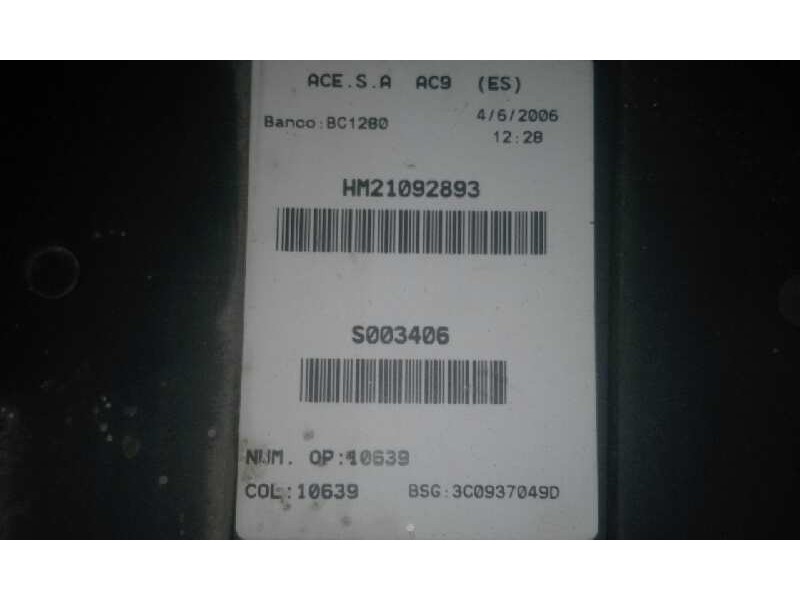 ACE.S.A AC9 (ES)
Banco:BC1280 4/6/2006
12:28
HM21092893
S003406
NUM. OP:10639
COL:10639 BSG:3C0937049D